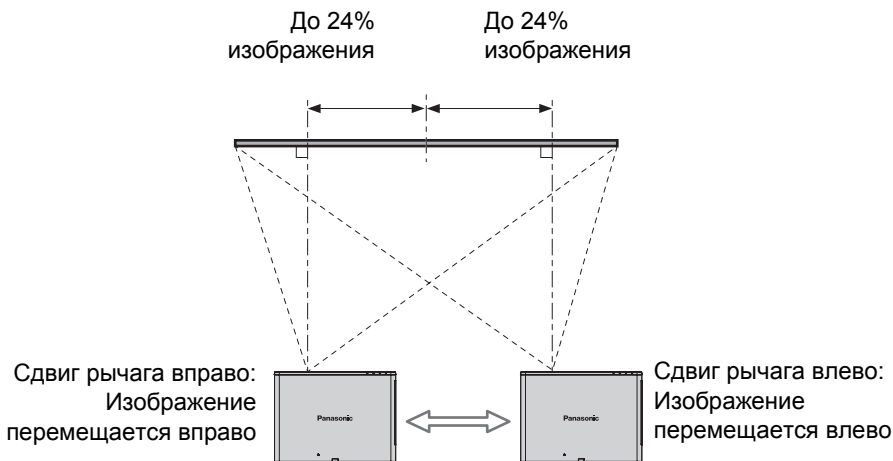 До 24%
изображения
До 24%
изображения
Сдвиг рычага вправо:
Изображение
перемещается вправо
Panasonic
Panasonic
Сдвиг рычага влево:
Изображение
перемещается влево